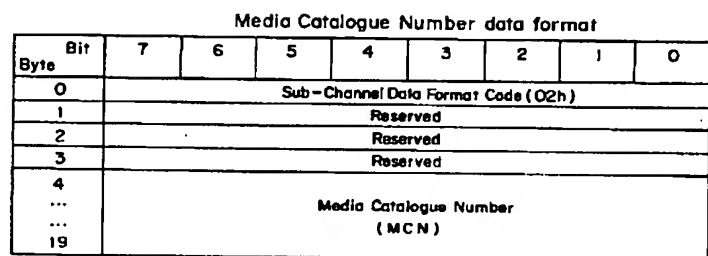 Media Catalogue Number data format
Bit 7 6 5 4 3 2 1 0
Byte
0 Sub-Channel Data Format Code (02h)
1 Reserved
2 Reserved
3 Reserved
4
... Media Catalogue Number
... (MCN)
19